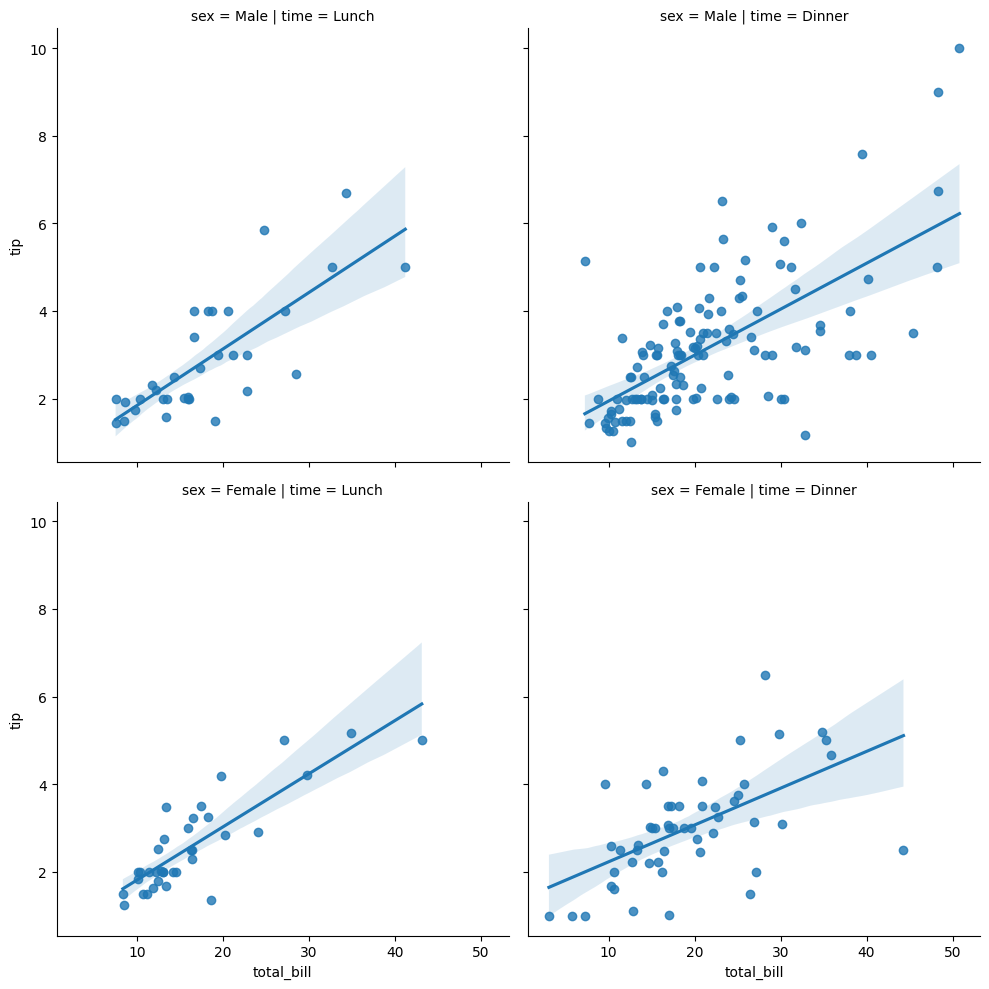 sex = Male | time = Lunch
sex = Male | time = Dinner
10
8
6
4
2
tip
sex = Female | time = Lunch
sex = Female | time = Dinner
10
8
6
4
2
tip
10 20 30 40 50
10 20 30 40 50
total_bill
total_bill